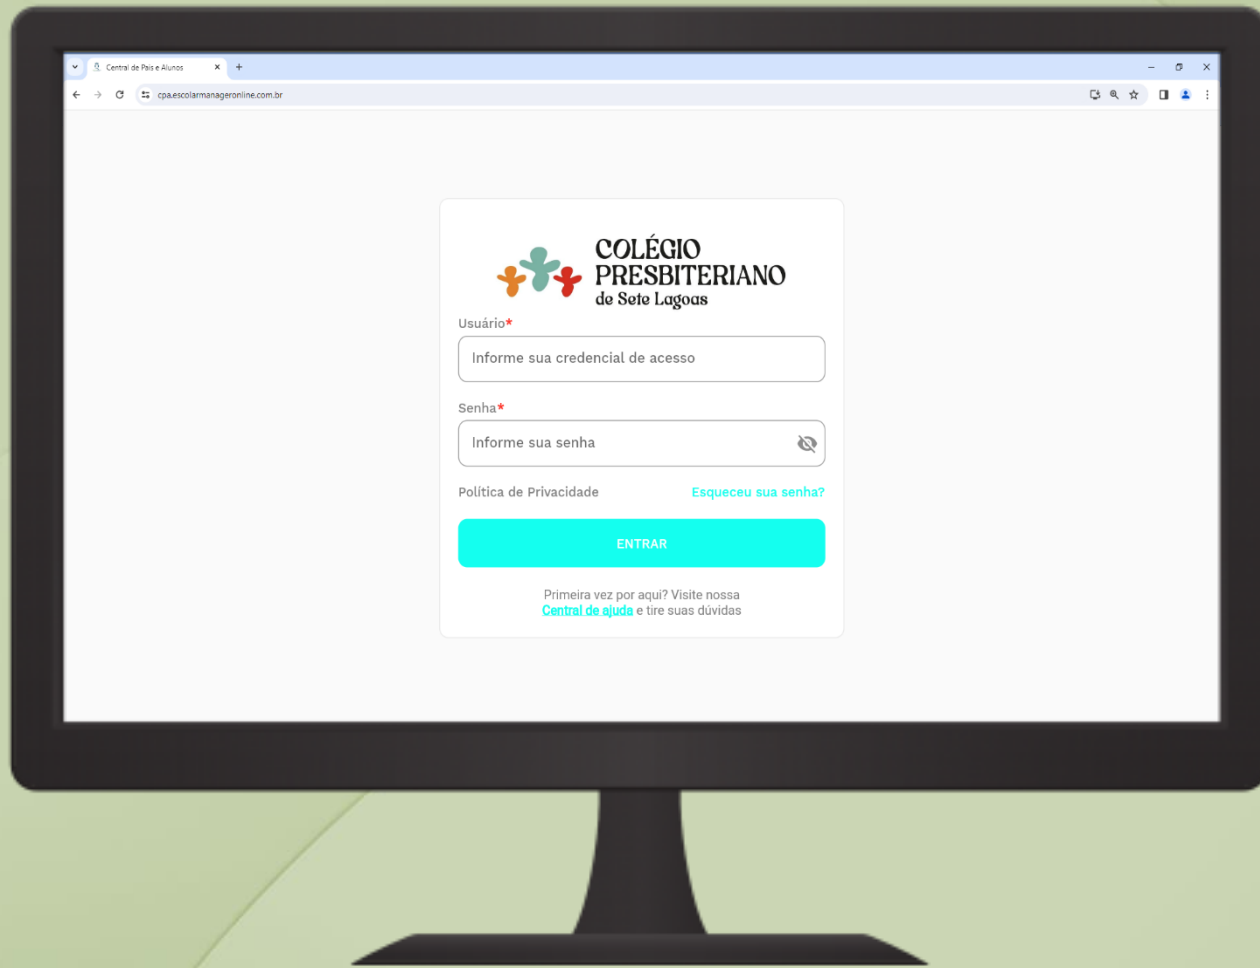 Central de Pais e Alunos
cpa.escolarmanageronline.com.br
COLÉGIO
PRESBITERIANO
de Sete Lagoas
Usuário*
Informe sua credencial de acesso
Senha*
Informe sua senha
Política de Privacidade Esqueceu sua senha?
ENTRAR
Primeira vez por aqui? Visite nossa
Central de ajuda e tire suas dúvidas